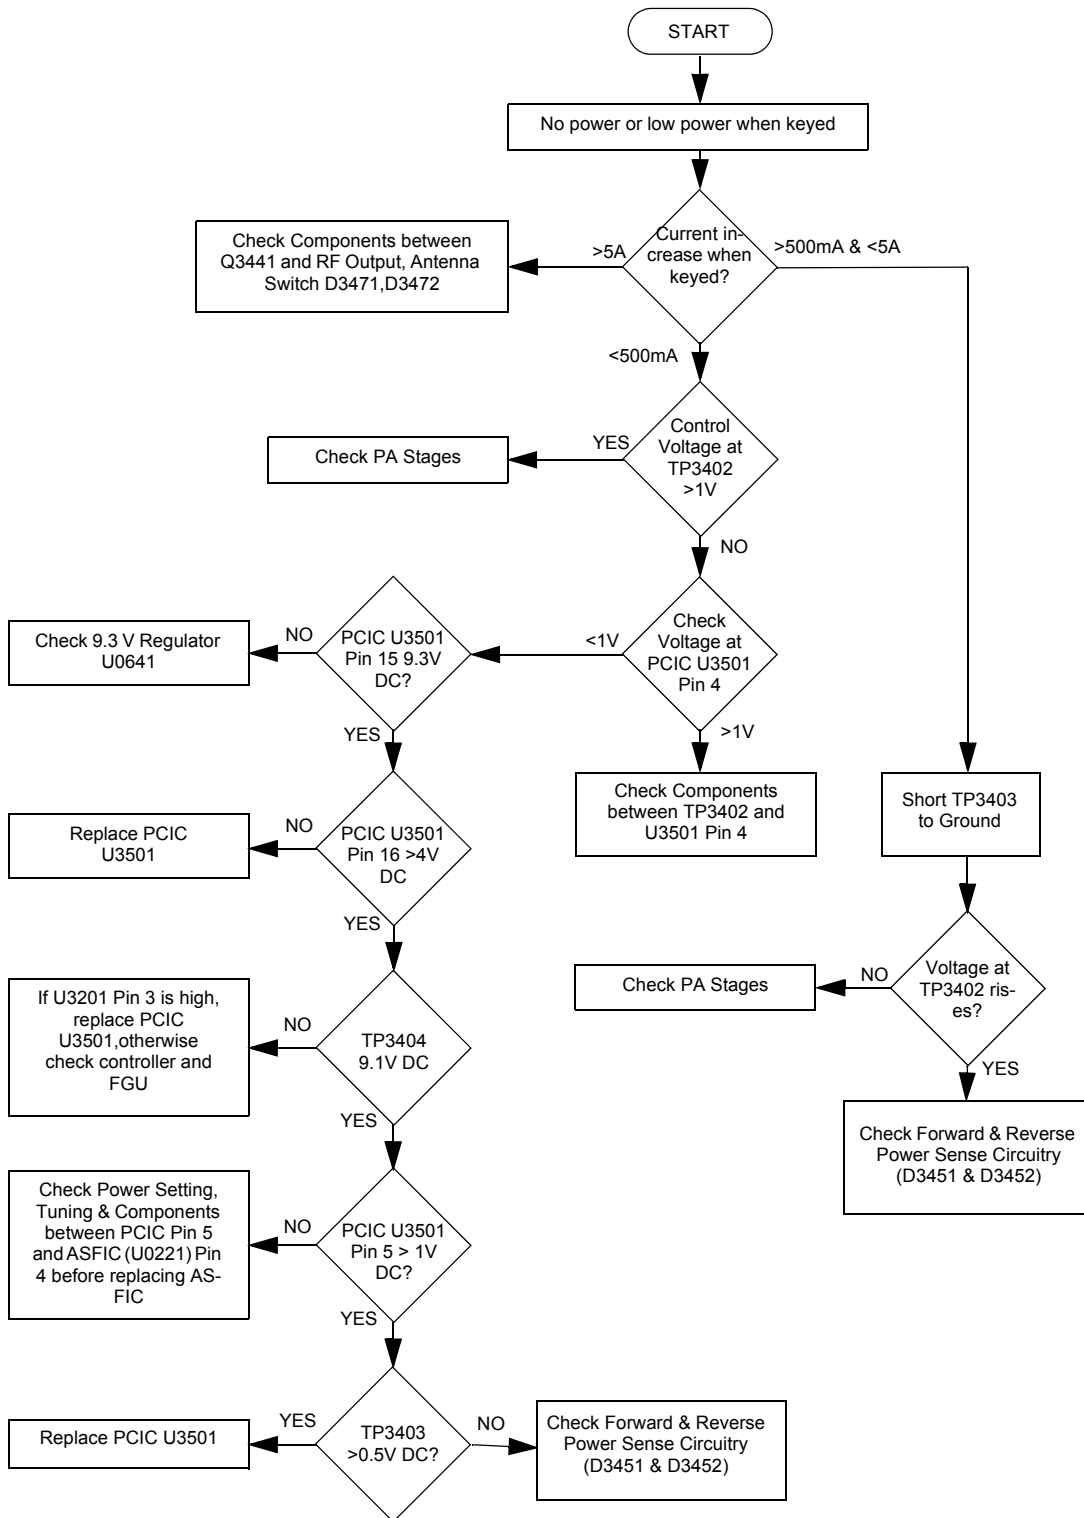 START
No power or low power when keyed
Current in-
crease when
keyed?
>5A
>500mA & <5A
Check Components between
Q3441 and RF Output, Antenna
Switch D3471,D3472
<500mA
Control
Voltage at
TP3402
>1V
YES
Check PA Stages
NO
Check
Voltage at
PCIC U3501
Pin 4
<1V
PCIC U3501
Pin 15 9.3V
DC?
NO
Check 9.3 V Regulator
U0641
YES
>1V
Check Components
between TP3402 and
U3501 Pin 4
Short TP3403
to Ground
PCIC U3501
Pin 16 >4V
DC
NO
Replace PCIC
U3501
YES
Voltage at
TP3402 ris-
es?
NO
Check PA Stages
YES
Check Forward & Reverse
Power Sense Circuitry
(D3451 & D3452)
TP3404
9.1V DC
NO
If U3201 Pin 3 is high,
replace PCIC
U3501,otherwise
check controller and
FGU
YES
PCIC U3501
Pin 5 > 1V
DC?
NO
Check Power Setting,
Tuning & Components
between PCIC Pin 5
and ASFIC (U0221) Pin
4 before replacing AS-
FIC
YES
TP3403
>0.5V DC?
YES
Replace PCIC U3501
NO
Check Forward & Reverse
Power Sense Circuitry
(D3451 & D3452)